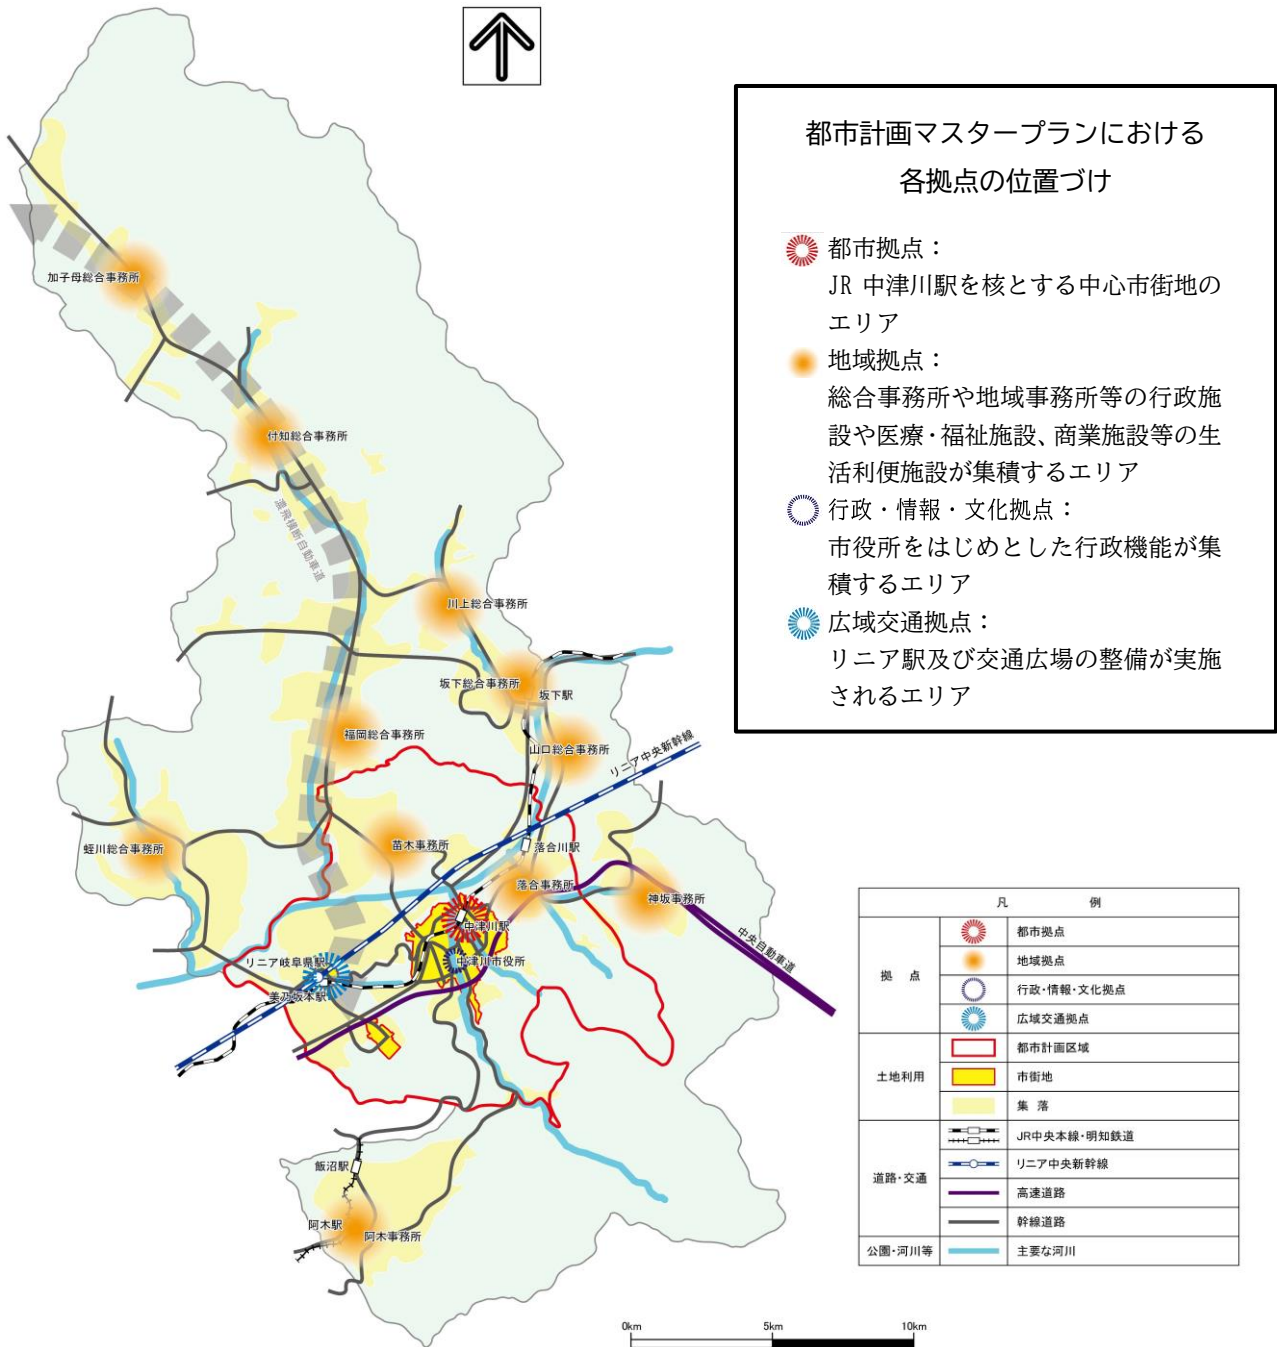 都市計画マスタープランにおける
各拠点の位置づけ
都市拠点：
JR 中津川駅を核とする中心市街地の
エリア
地域拠点：
総合事務所や地域事務所等の行政施
設や医療・福祉施設、商業施設等の生
活利便施設が集積するエリア
行政・情報・文化拠点：
市役所をはじめとした行政機能が集
積するエリア
広域交通拠点：
リニア駅及び交通広場の整備が実施
されるエリア
加子母総合事務所
付知総合事務所
濃飛横断自動車道
川上総合事務所
坂下総合事務所
坂下駅
福岡総合事務所
山口総合事務所
リニア中央新幹線
蛭川総合事務所
苗木事務所
落合川駅
落合事務所
神坂事務所
中津川駅
中央自動車道
リニア岐阜県駅
中津川市役所
美乃坂本駅
飯沼駅
阿木駅
阿木事務所
凡 例
拠 点
都市拠点
地域拠点
行政・情報・文化拠点
広域交通拠点
土地利用
都市計画区域
市街地
集 落
道路・交通
JR中央本線・明知鉄道
リニア中央新幹線
高速道路
幹線道路
公園・河川等
主要な河川
0km 5km 10km